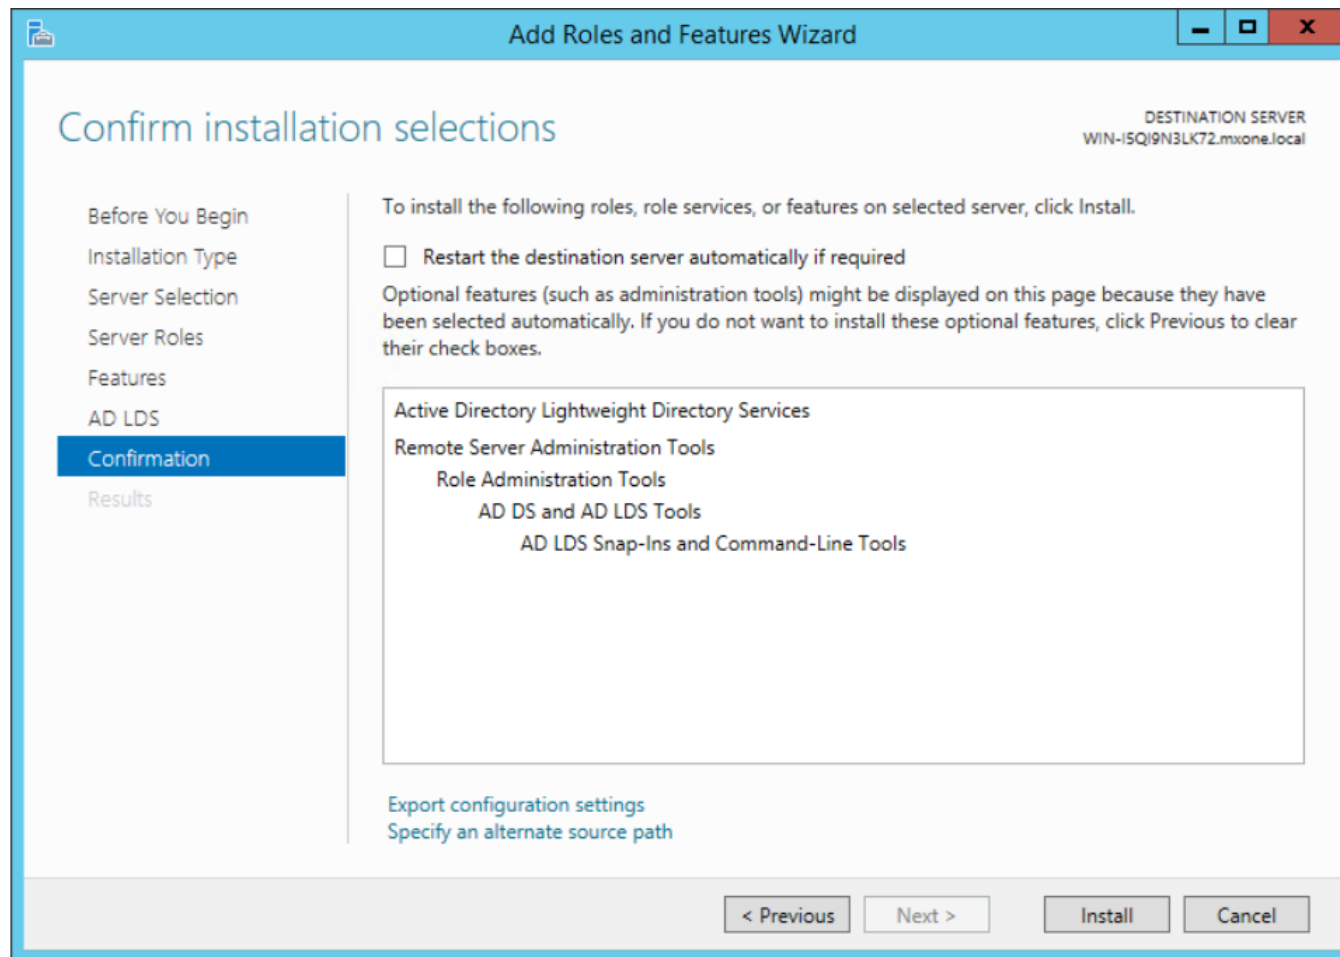 Add Roles and Features Wizard
Confirm installation selections
DESTINATION SERVER
WIN-I5QI9N3LK72.mxone.local
Before You Begin
Installation Type
Server Selection
Server Roles
Features
AD LDS
Confirmation
Results
To install the following roles, role services, or features on selected server, click Install.
Restart the destination server automatically if required
Optional features (such as administration tools) might be displayed on this page because they have
been selected automatically. If you do not want to install these optional features, click Previous to clear
their check boxes.
Active Directory Lightweight Directory Services
Remote Server Administration Tools
Role Administration Tools
AD DS and AD LDS Tools
AD LDS Snap-Ins and Command-Line Tools
Export configuration settings
Specify an alternate source path
< Previous
Next >
Install
Cancel